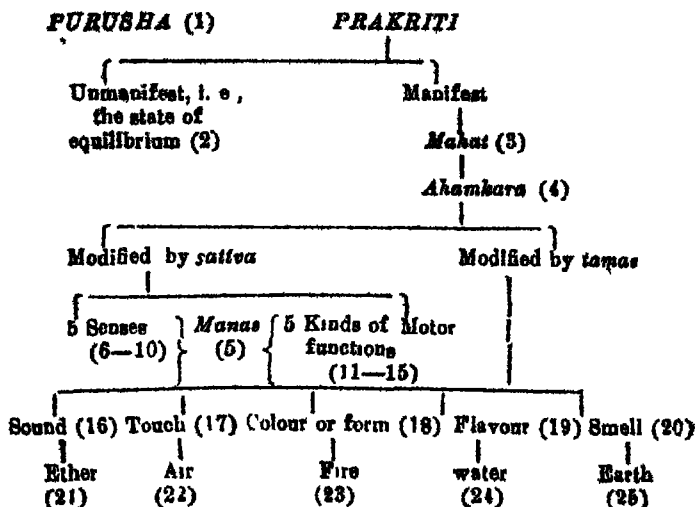 PURUSHA (1) PRAKRITI
Unmanifest, i. e, Manifest
the state of
equilibrium (2) Mahat (3)
Ahamkara (4)
Modified by sattva Modified by tamas
5 Senses Manas 5 Kinds of Motor
(6—10) (5) functions
(11—15)
Sound (16) Touch (17) Colour or form (18) Flavour (19) Smell (20)
Ether Air Fire water Earth
(21) (22) (23) (24) (25)